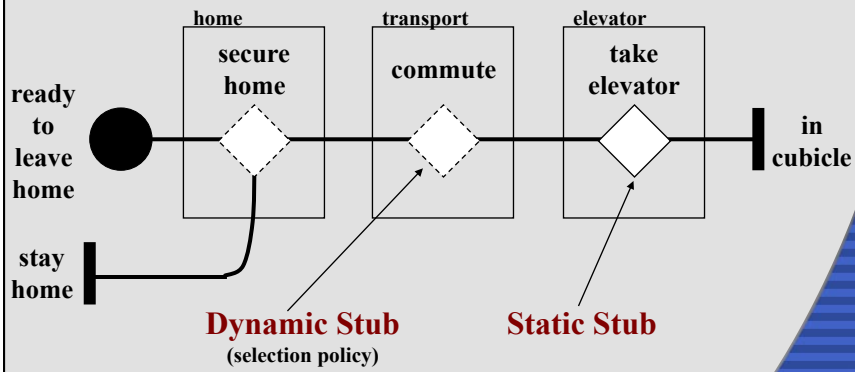 home
transport
elevator
secure
home
commute
take
elevator
ready
to
leave
home
in
cubicle
stay
home
Dynamic Stub
(selection policy)
Static Stub